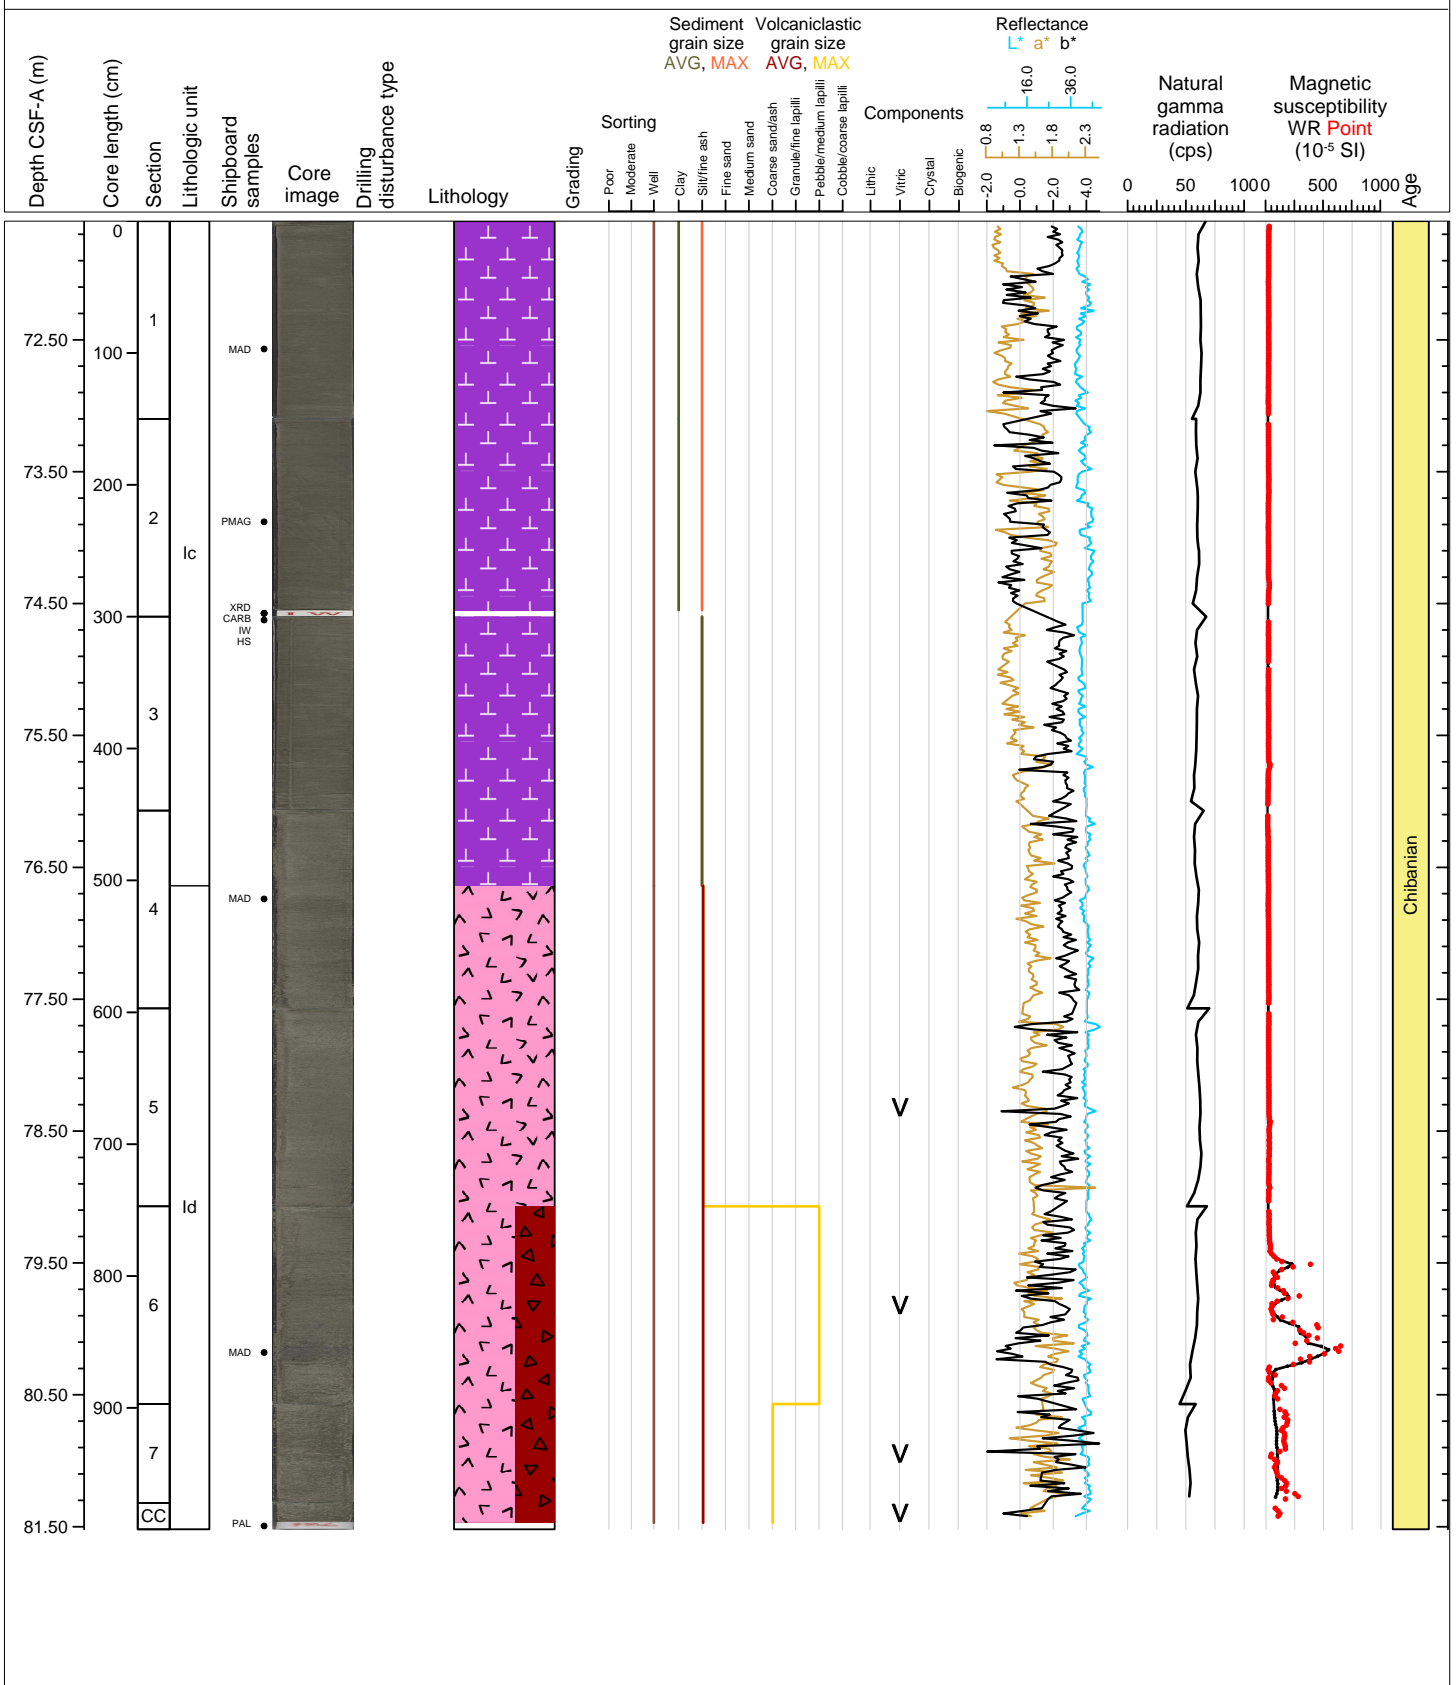 Depth CSF-A (m)
Core length (cm)
Section
Lithologic unit
Shipboard
samples
Core
image
Drilling
disturbance type
Lithology
Grading
Sorting
Poor
Moderate
Well
Sediment
grain size
AVG, MAX
Volcaniclastic
grain size
AVG, MAX
Clay
Silt/fine ash
Fine sand
Medium sand
Coarse sand/ash
Granule/fine lapilli
Pebble/medium lapilli
Cobble/coarse lapilli
Components
Lithic
Vitric
Crystal
Biogenic
Reflectance
L* a* b*
16.0 36.0
0.8 1.3 1.8 2.3
-2.0 0.0 2.0 4.0
Natural
gamma
radiation
(cps)
0 50 100
Magnetic
susceptibility
WR Point
(10-5 SI)
0 500 1000
Age
0
1
72.50
100
MAD
73.50
200
2
PMAG
Ic
74.50
300
XRD
CARB
IW
HS
3
75.50
400
76.50
500
4
MAD
Chibanian
77.50
600
5
V
78.50
700
Id
79.50
800
6
V
MAD
80.50
900
7
V
CC
V
81.50
PAL
I W